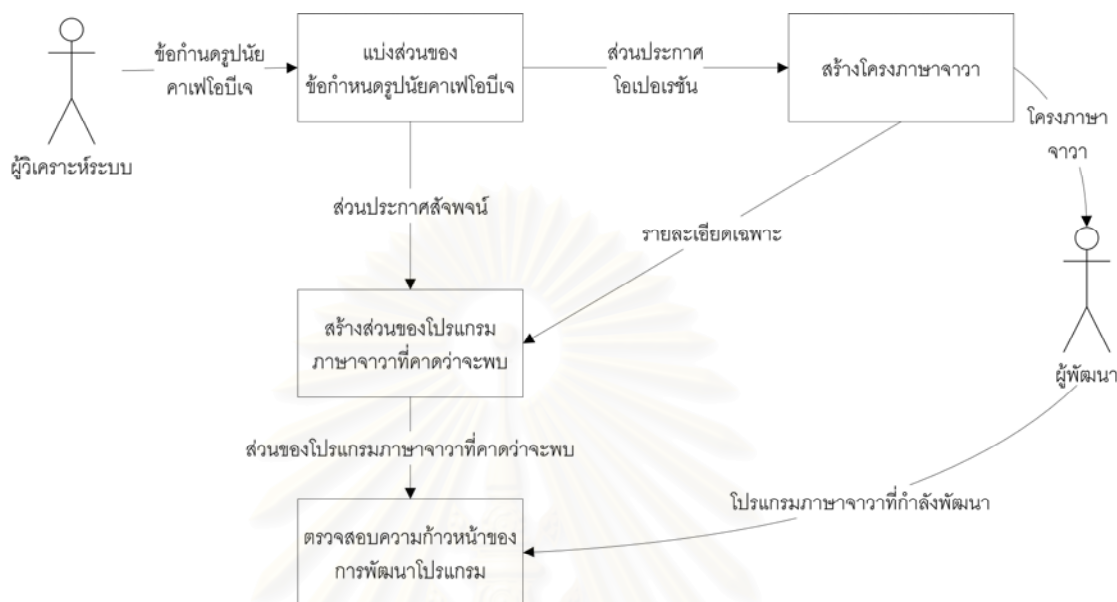 ข้อกำนดรูปนัย
คาเฟโอบีเจ
ผู้วิเคราะห์ระบบ
แบ่งส่วนของ
ข้อกำหนดรูปนัยคาเฟโอบีเจ
ส่วนประกาศ
โอเปอเรชัน
สร้างโครงภาษาจาวา
โครงภาษา
จาวา
ส่วนประกาศสัจพจน์
รายละเอียดเฉพาะ
สร้างส่วนของโปรแกรม
ภาษาจาวาที่คาดว่าจะพบ
ผู้พัฒนา
ส่วนของโปรแกรมภาษาจาวาที่คาดว่าจะพบ
โปรแกรมภาษาจาวาที่กำลังพัฒนา
ตรวจสอบความก้าวหน้าของ
การพัฒนาโปรแกรม